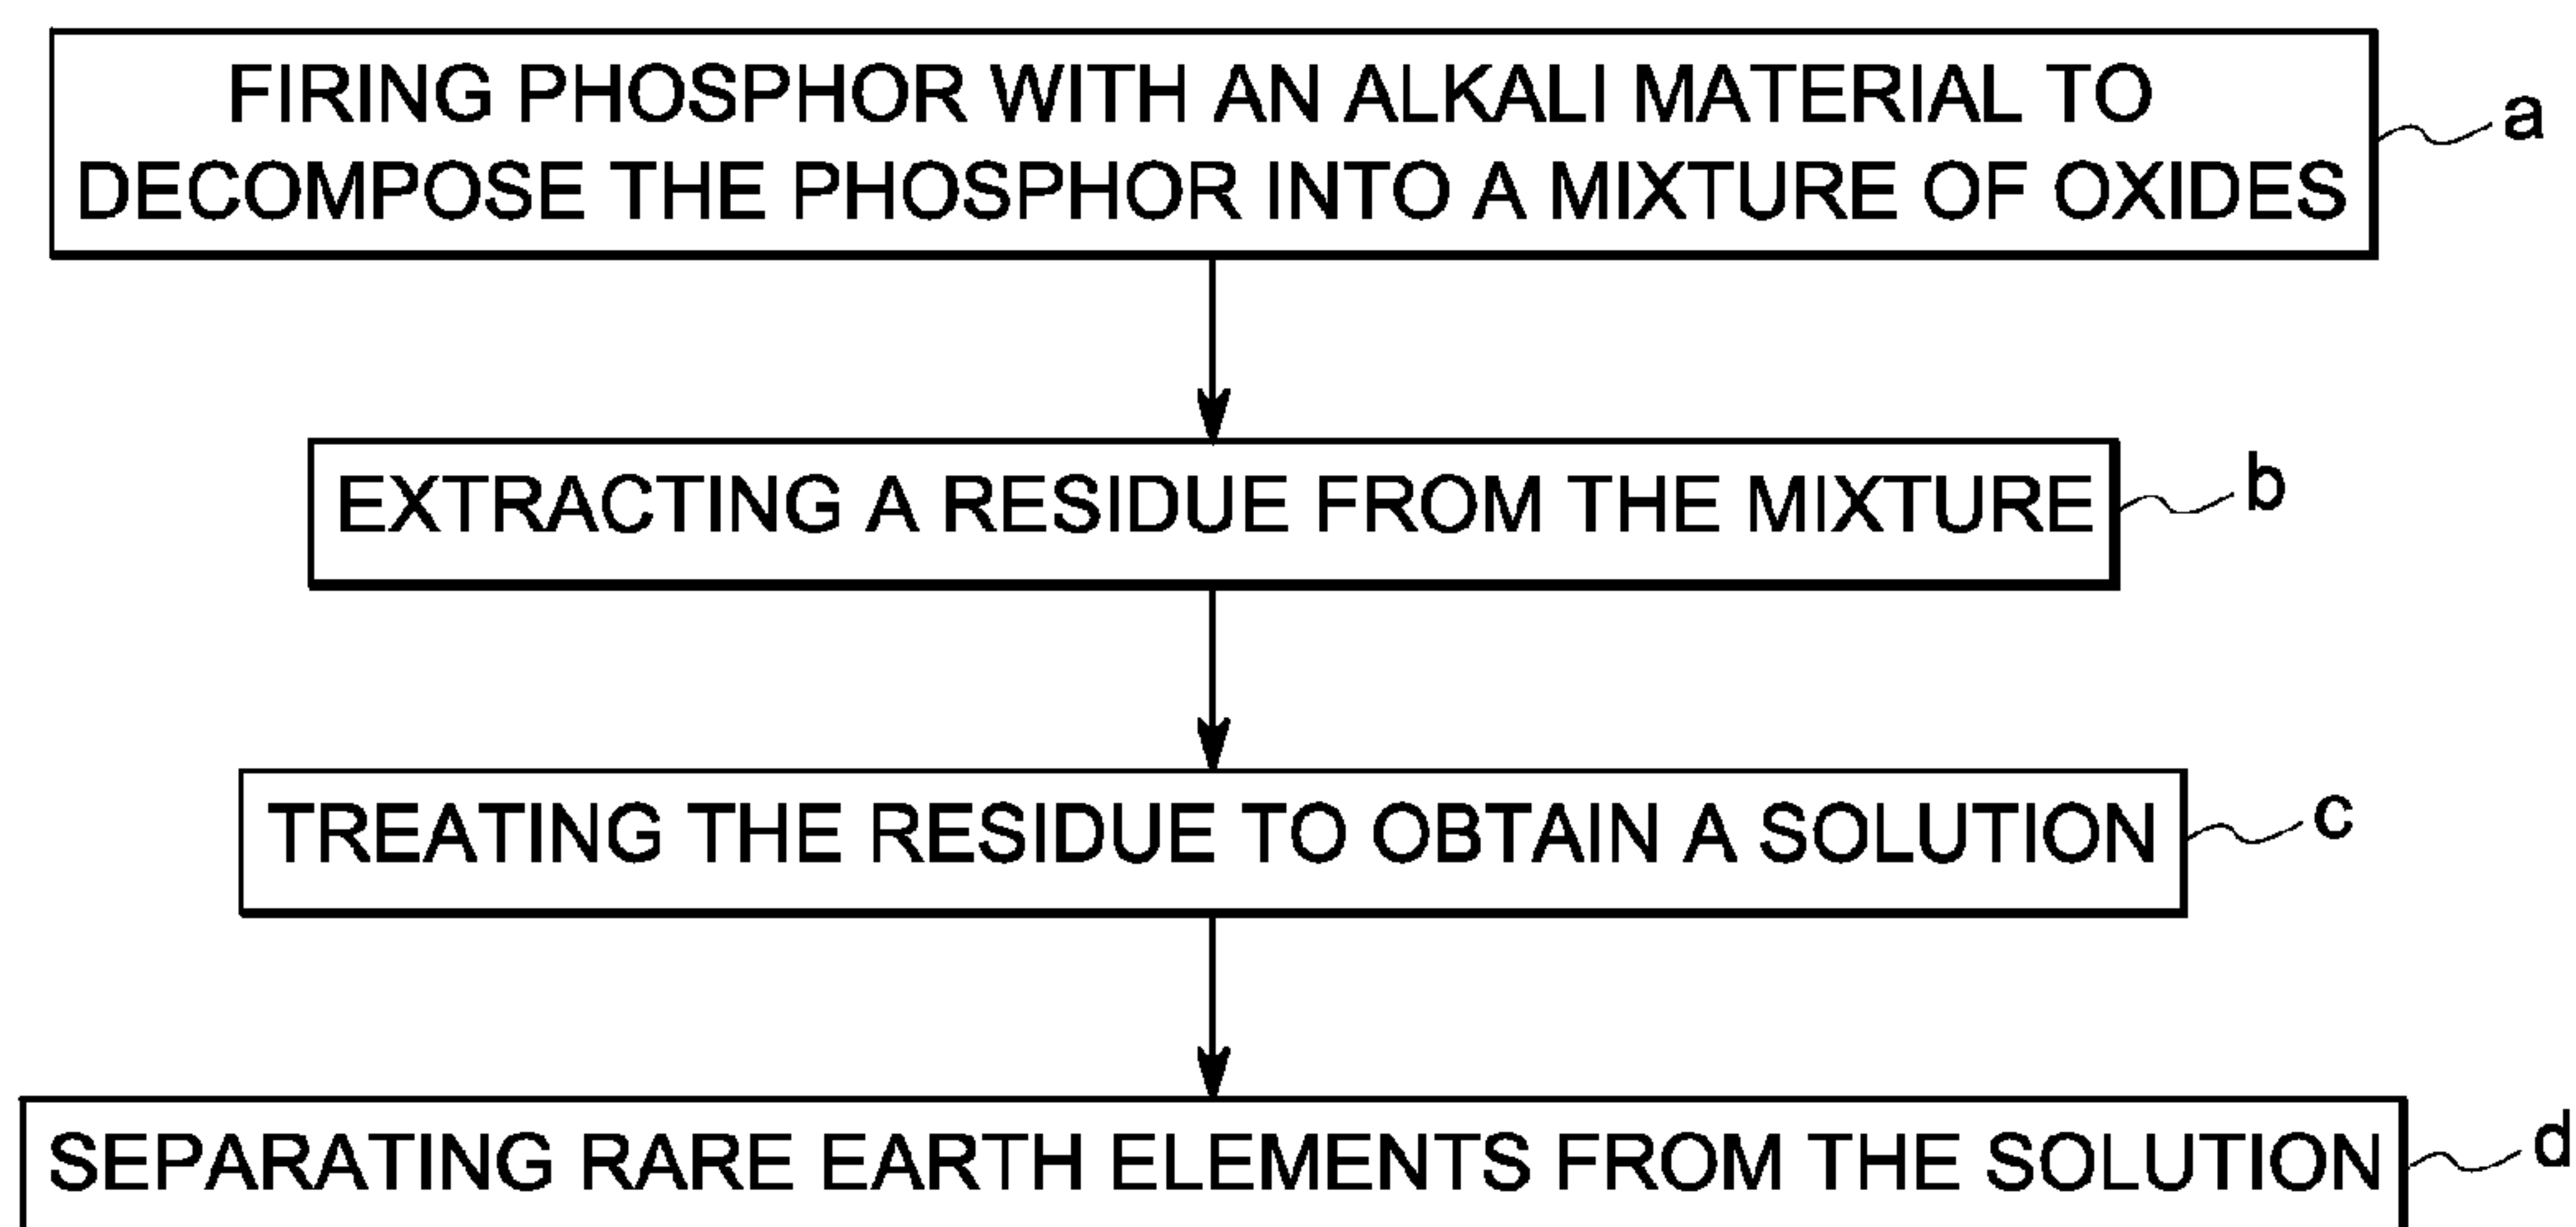 FIRING PHOSPHOR WITH AN ALKALI MATERIAL TO
DECOMPOSE THE PHOSPHOR INTO A MIXTURE OF OXIDES
a
EXTRACTING A RESIDUE FROM THE MIXTURE
b
TREATING THE RESIDUE TO OBTAIN A SOLUTION
c
SEPARATING RARE EARTH ELEMENTS FROM THE SOLUTION
d